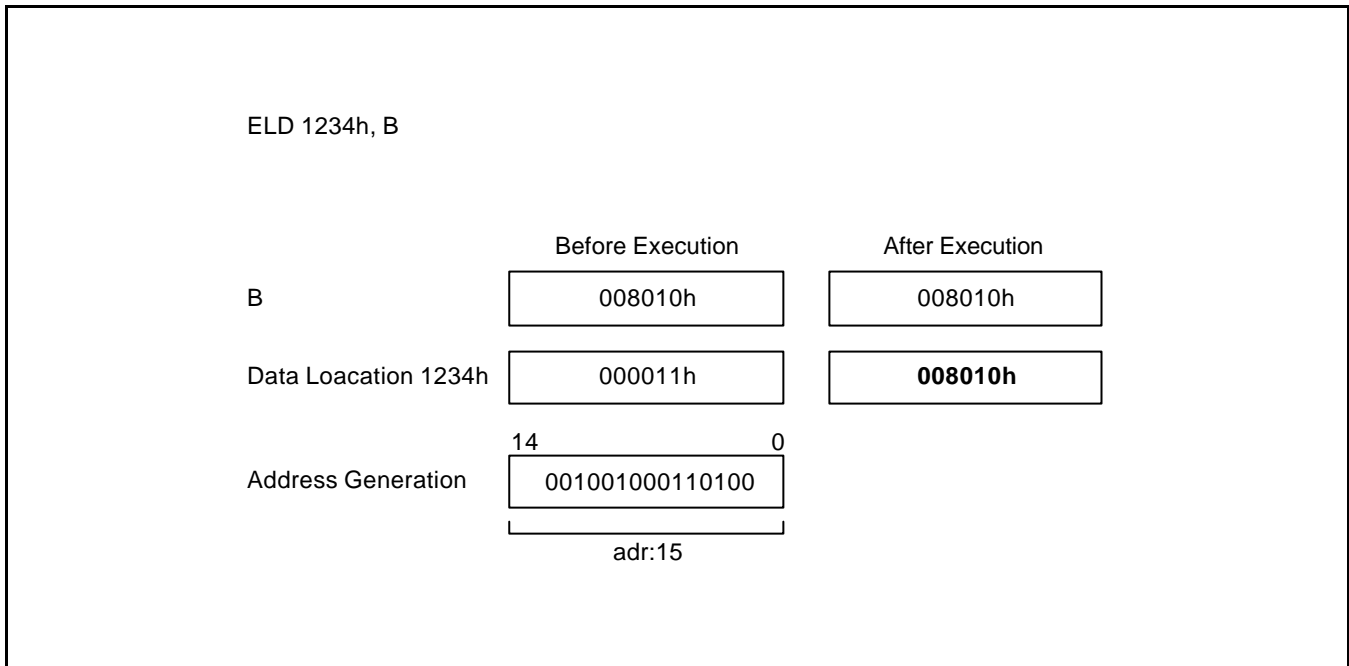 ELD 1234h, B
Before Execution After Execution
B 008010h 008010h
Data Loacation 1234h 000011h 008010h
14 0
Address Generation 001001000110100
adr:15